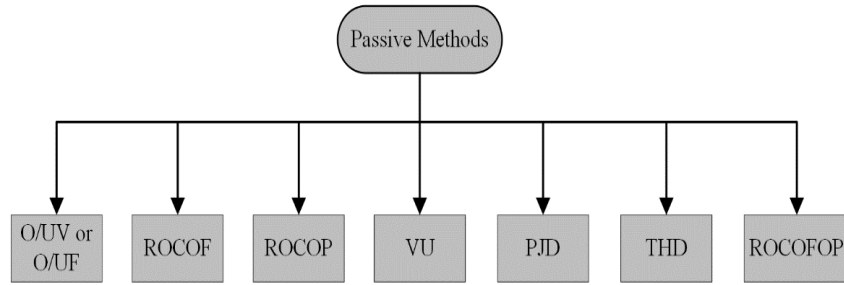 Passive Methods
O/UV or
O/UF
ROCOF
ROCOP
VU
PJD
THD
ROCOFOP